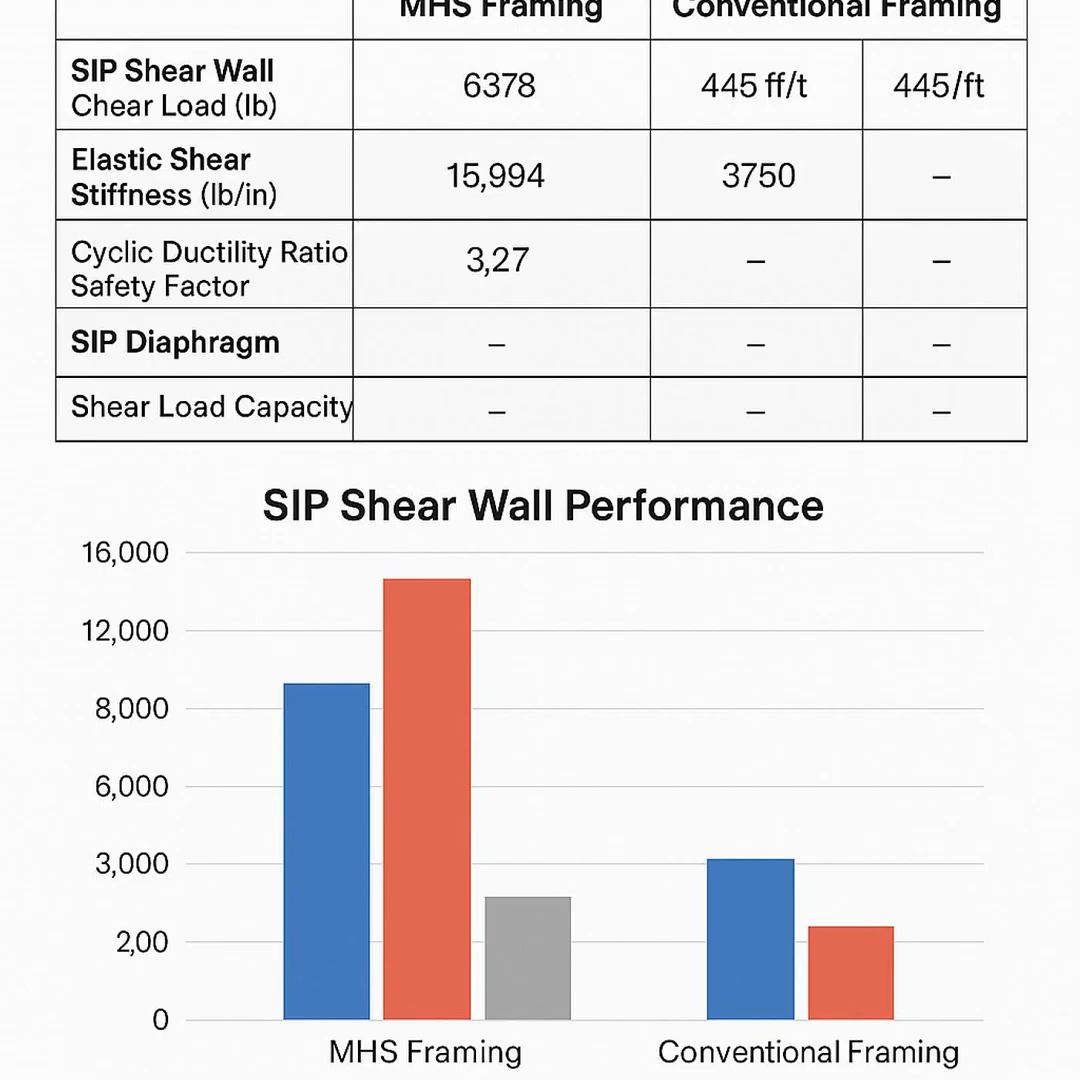 MHS Framing
Conventional Framing
SIP Shear Wall
Chear Load (lb)
6378
445 ff/t
445/ft
Elastic Shear
Stiffness (lb/in)
15,994
3750
–
Cyclic Ductility Ratio
Safety Factor
3,27
–
–
SIP Diaphragm
–
–
–
Shear Load Capacity
–
–
–
SIP Shear Wall Performance
16,000
12,000
8,000
6,000
3,000
2,00
0
MHS Framing
Conventional Framing